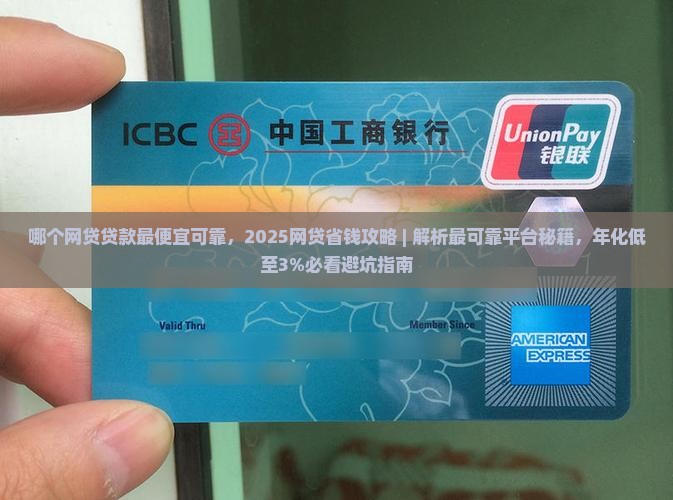 ICBC 中国工商银行
UnionPay
银联
哪个网贷贷款最便宜可靠，2025网贷省钱攻略 | 解析最可靠平台秘籍，年化低
至3%必看避坑指南
Valid Thru
Member Since
AMERICAN
EXPRESS